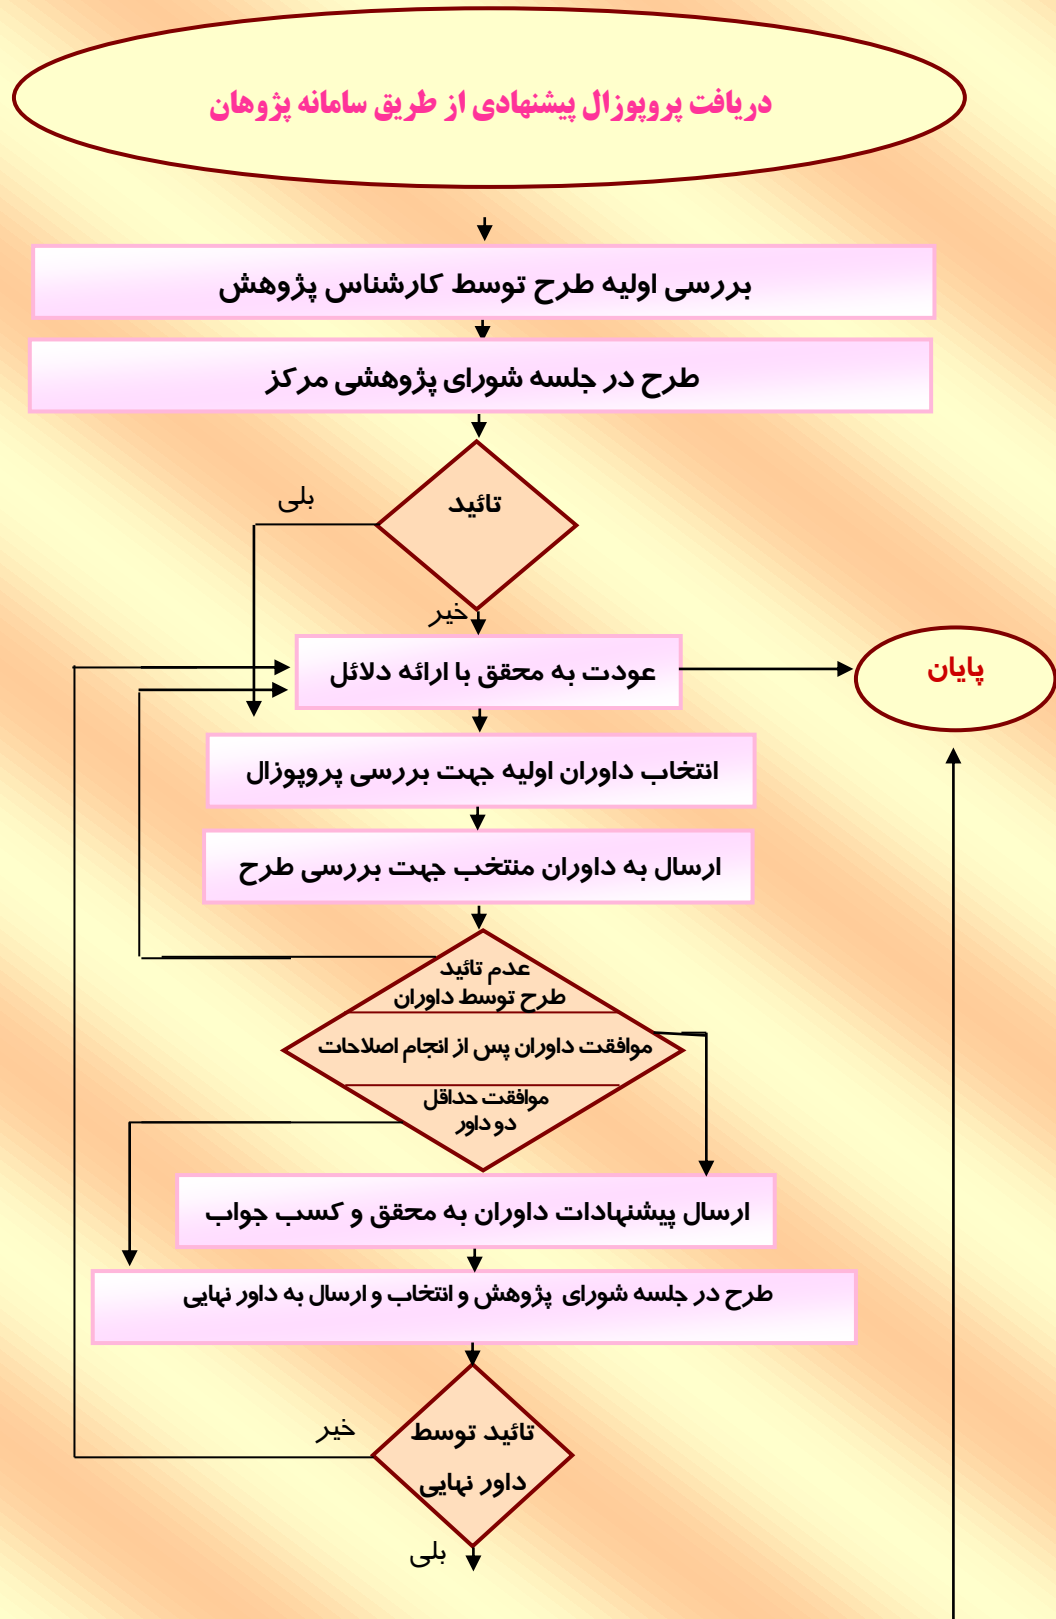 دریافت پروپوزال پیشنهادی از طریق سامانه پژوهان
بررسی اولیه طرح توسط کارشناس پژوهش
طرح در جلسه شورای پژوهشی مرکز
تائید
بلی
خیر
عودت به محقق با ارائه دلائل
پایان
انتخاب داوران اولیه جهت بررسی پروپوزال
ارسال به داوران منتخب جهت بررسی طرح
عدم تائید
طرح توسط داوران
موافقت داوران پس از انجام اصلاحات
موافقت حداقل
دو داور
ارسال پیشنهادات داوران به محقق و کسب جواب
طرح در جلسه شورای پژوهش و انتخاب و ارسال به داور نهایی
تائید توسط
داور نهایی
خیر
بلی